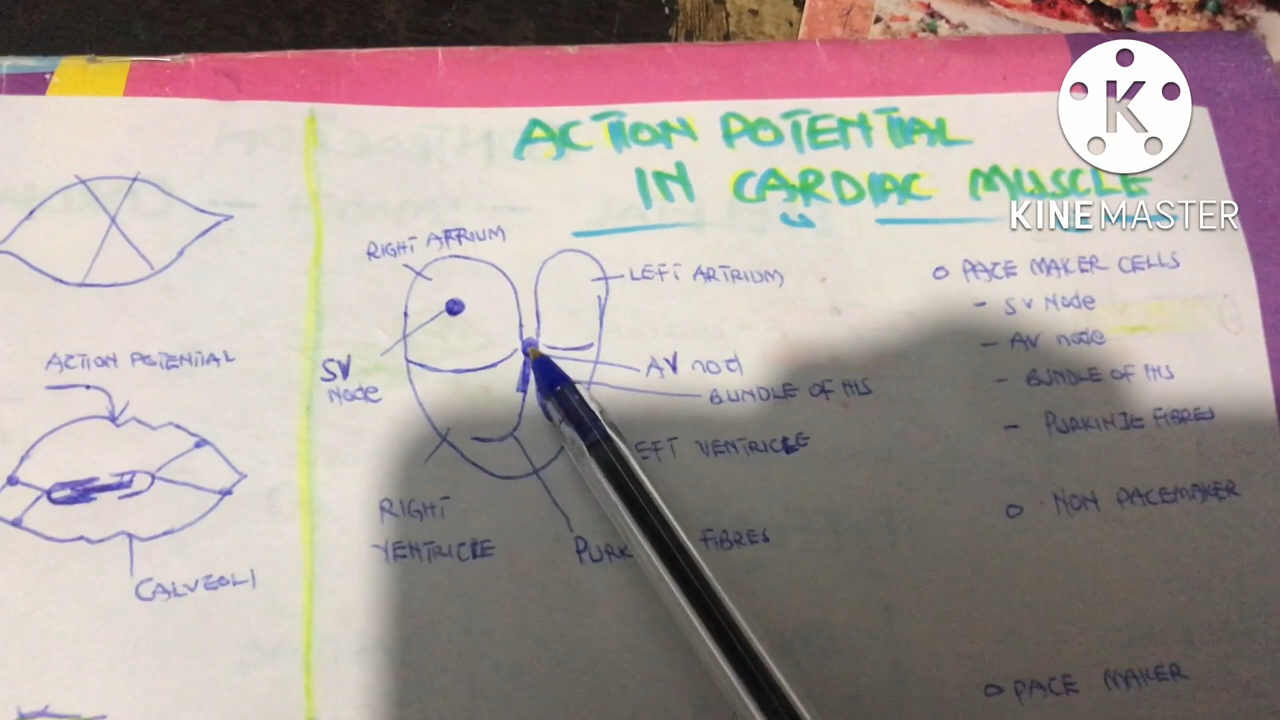 ACTION POTENTIAL
IN CARDIAC MUSCLE
K
KINEMASTER
RIGHT ATRIUM
LEFT ARTRIUM
SV
NODE
AV NOD
BUNDLE OF HIS
EFT VENTRICLE
RIGHT
VENTRICLE
PURK
FIBRES
PACE MAKER CELLS
- SV NODE
- AV NODE
- BUNDLE OF HIS
- PURKINJE FIBRES
NON PACEMAKER
PACE MAKER
ACTION POTENTIAL
CALVEOLI